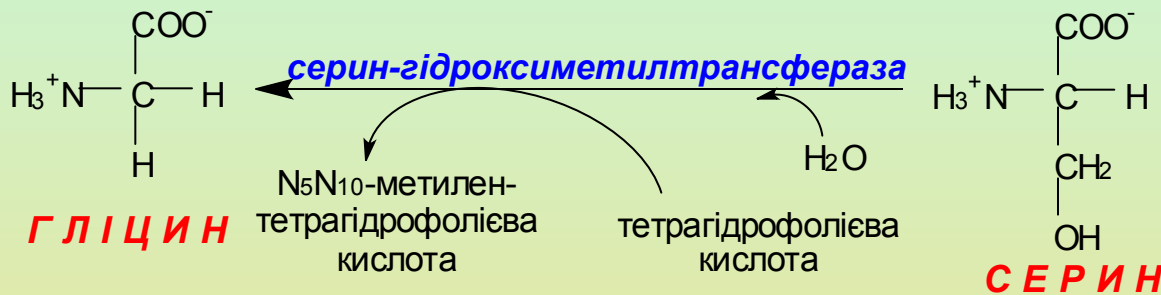 COO⁻
H₃⁺N — C — H
H
ГЛІЦИН
серин-гідроксиметилтрансфераза
N₅N₁₀-метилен-
тетрагідрофолієва
кислота
тетрагідрофолієва
кислота
H₂O
COO⁻
H₃⁺N — C — H
CH₂
OH
СЕРИН